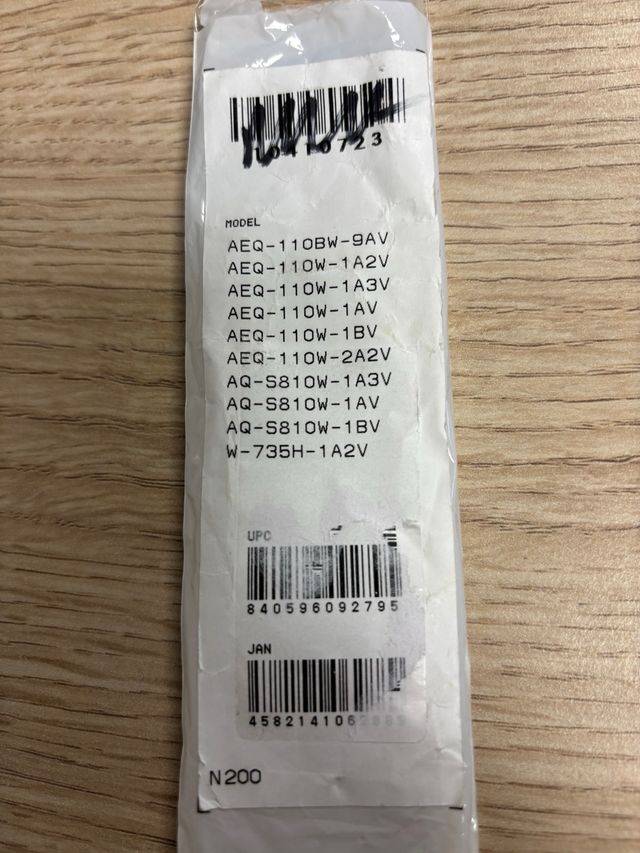 MODEL
AEQ-110BW-9AV
AEQ-110W-1A2V
AEQ-110W-1A3V
AEQ-110W-1AV
AEQ-110W-1BV
AEQ-110W-2A2V
AQ-S810W-1A3V
AQ-S810W-1AV
AQ-S810W-1BV
W-735H-1A2V
UPC
840596092795
JAN
N200